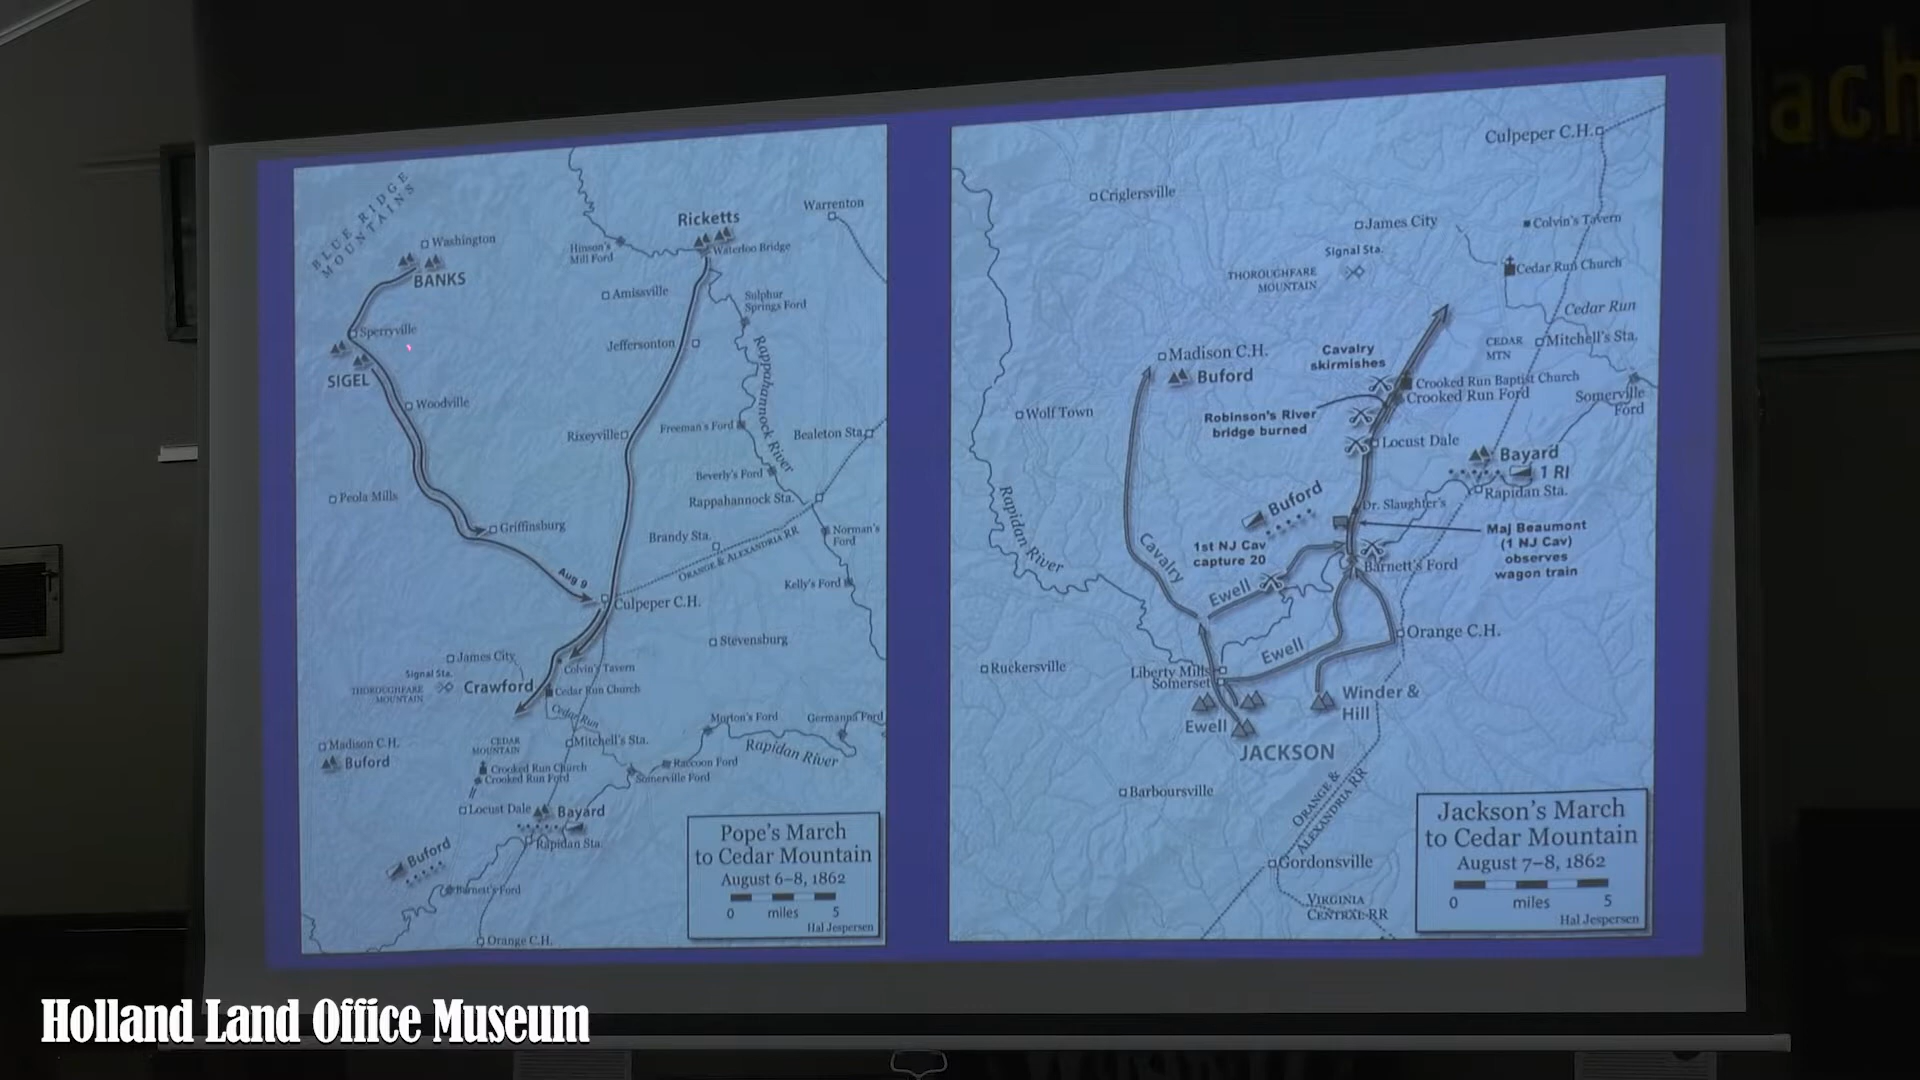 BLUE RIDGE
MOUNTAINS
Washington
BANKS
Sperryville
SIGEL
Woodville
Peola Mills
Griffinsburg
Aug 9
Ricketts
Waterloo Bridge
Hinson's
Mill Ford
Warrenton
Amissville
Sulphur
Springs Ford
Jeffersonton
Rappahannock River
Rixeyville
Freeman's Ford
Bealeton Sta.
Beverly's Ford
Rappahannock Sta.
Norman's
Ford
Brandy Sta.
ORANGE & ALEXANDRIA RR
Kelly's Ford
Culpeper C.H.
Stevensburg
James City
Signal Sta.
THOROUGHFARE
MOUNTAIN
Colvin's Tavern
Crawford
Cedar Run Church
Cedar Run
Morton's Ford
Germanna Ford
Madison C.H.
Buford
CEDAR
MOUNTAIN
Mitchell's Sta.
Rapidan River
Crooked Run Church
Crooked Run Ford
Raccoon Ford
Somerville Ford
Locust Dale
Bayard
Rapidan Sta.
Buford
Barnett's Ford
Orange C.H.
Pope's March
to Cedar Mountain
August 6–8, 1862
0 miles 5
Hal Jespersen
Culpeper C.H.
Criglersville
James City
Colvin's Tavern
Signal Sta.
THOROUGHFARE
MOUNTAIN
Cedar Run Church
Cedar Run
Madison C.H.
Buford
Cavalry
skirmishes
CEDAR
MTN
Mitchell's Sta.
Crooked Run Baptist Church
Crooked Run Ford
Somerville
Ford
Wolf Town
Robinson's River
bridge burned
Locust Dale
Bayard
1 RI
Rapidan Sta.
Rapidan River
Buford
Dr. Slaughter's
Maj Beaumont
(1 NJ Cav)
observes
wagon train
1st NJ Cav
capture 20
Cavalry
Barnett's Ford
Ewell
Orange C.H.
Ewell
Ruckersville
Liberty Mills
Somerset
Winder &
Hill
Ewell
JACKSON
Barboursville
ORANGE &
ALEXANDRIA RR
Gordonsville
VIRGINIA
CENTRAL RR
Jackson's March
to Cedar Mountain
August 7–8, 1862
0 miles 5
Hal Jespersen
ach
Holland Land Office Museum